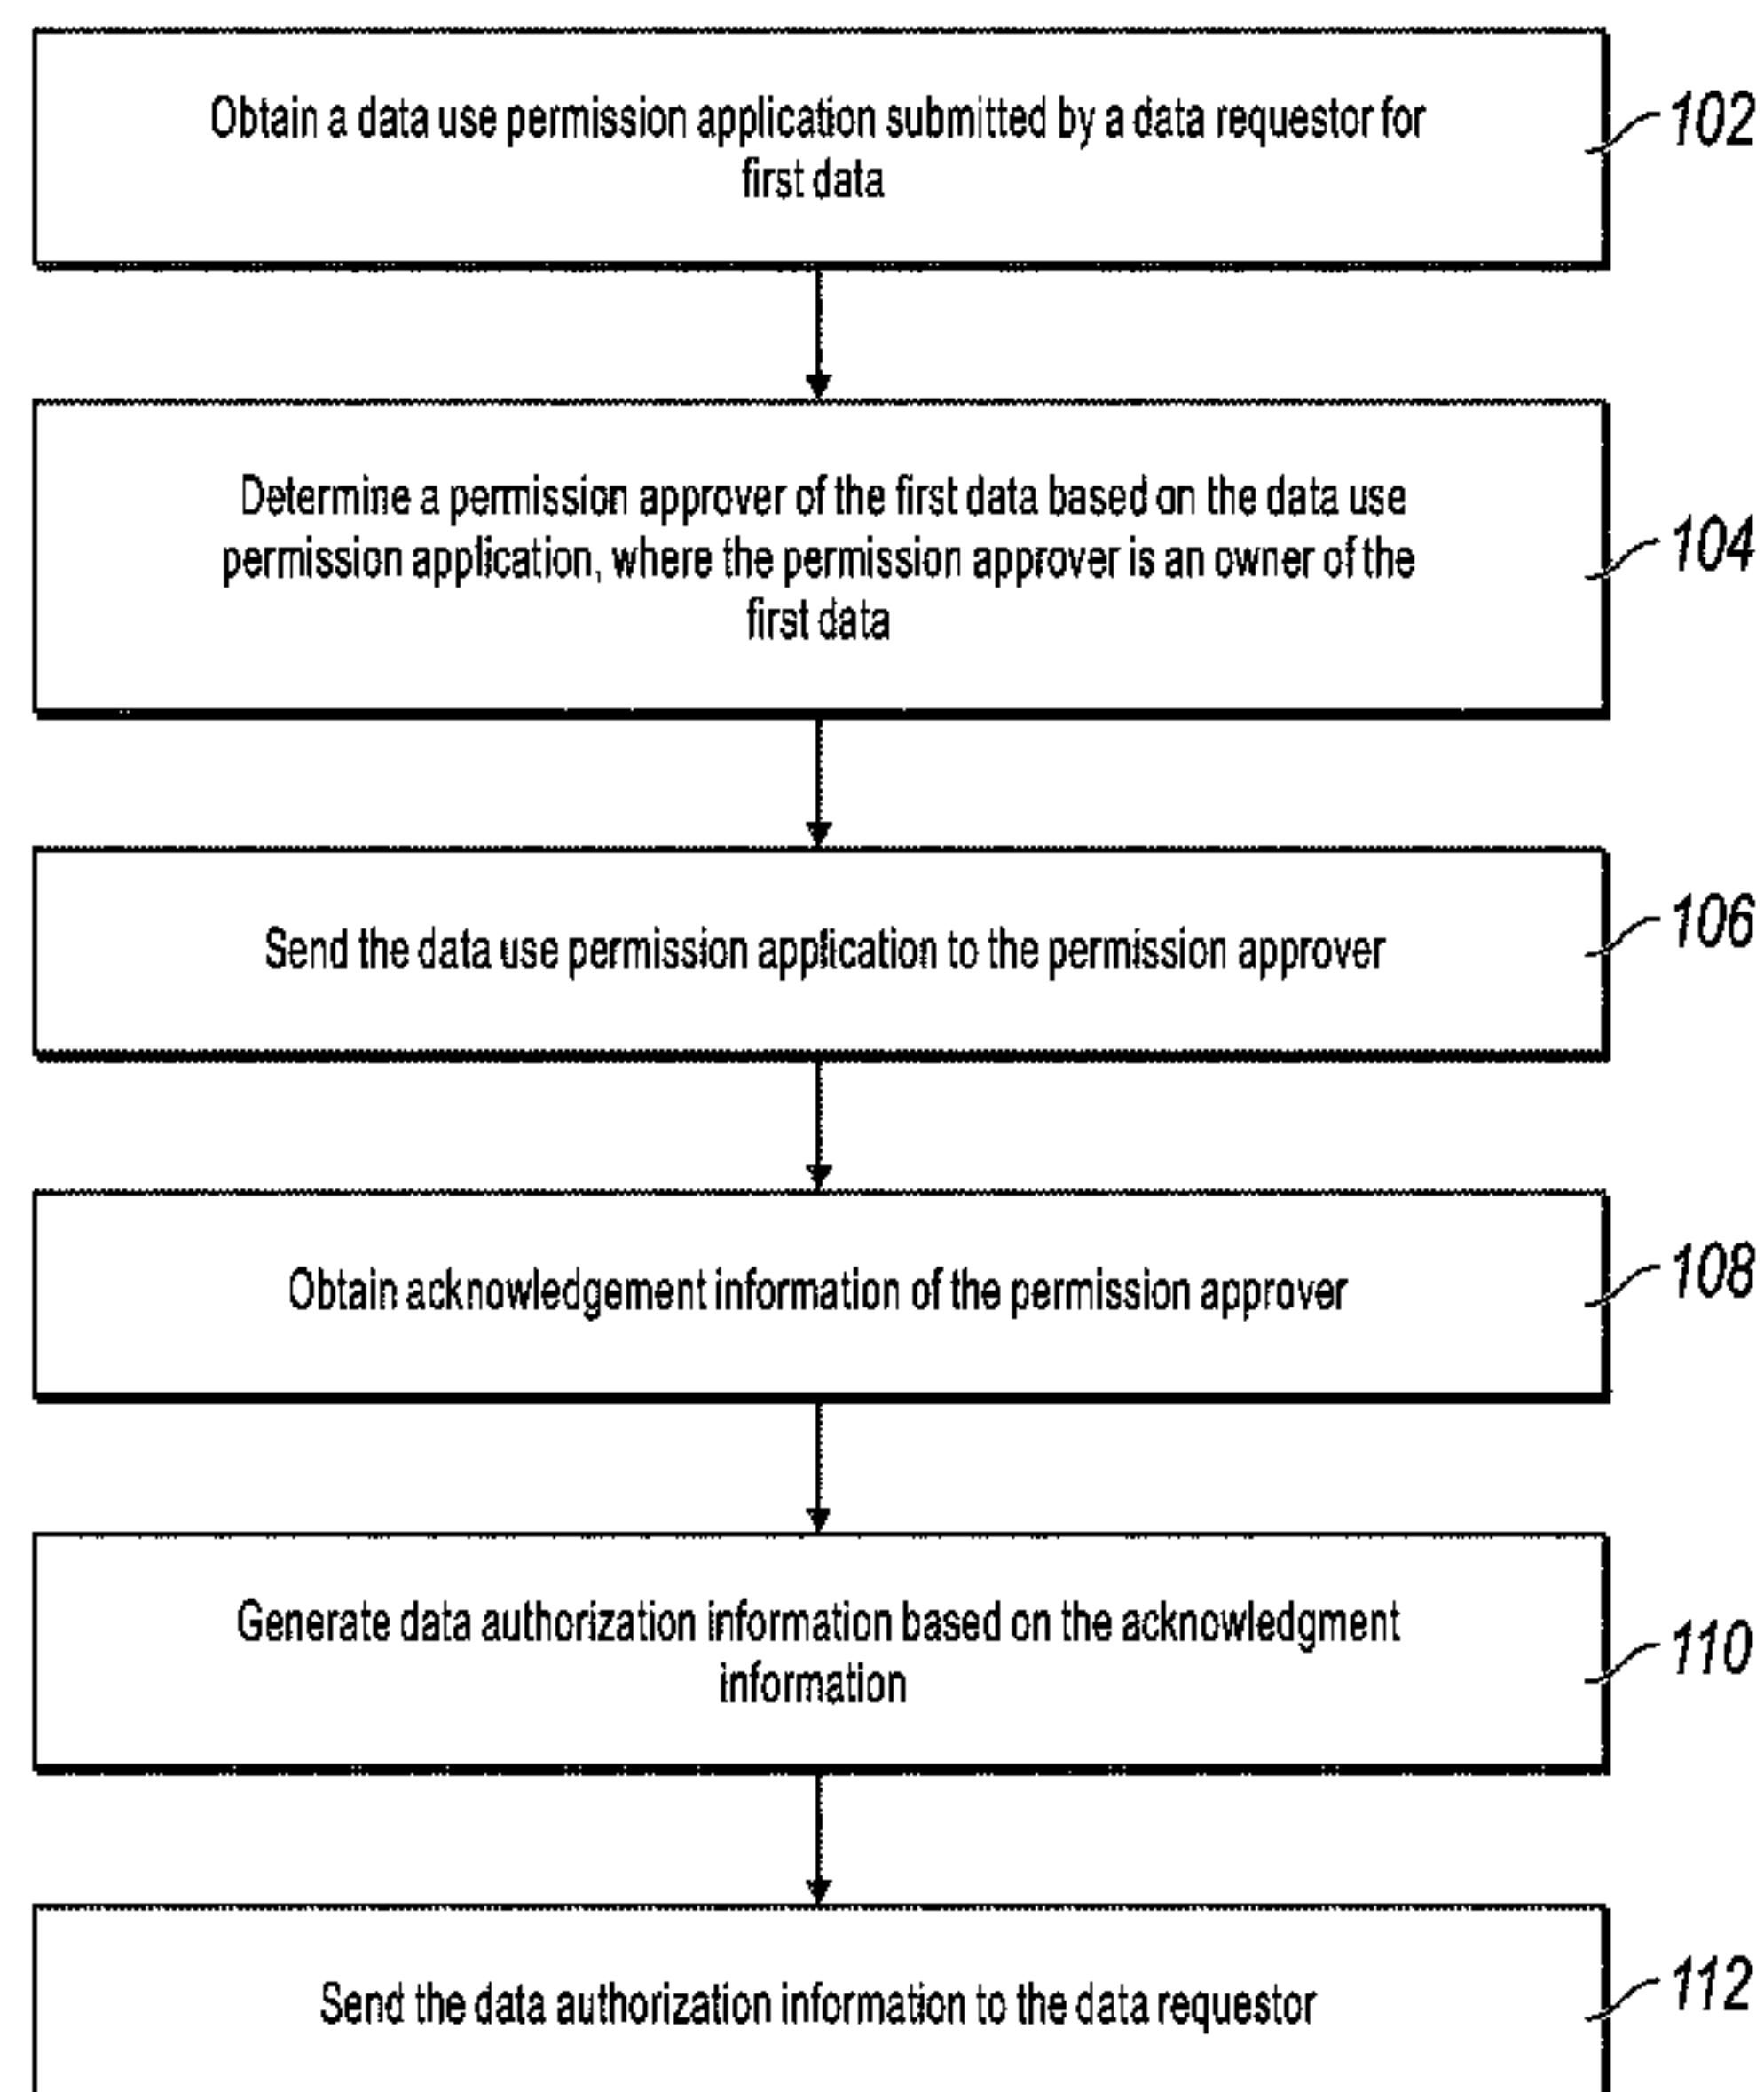 Obtain a data use permission application submitted by a data requestor for
first data
102
Determine a permission approver of the first data based on the data use
permission application, where the permission approver is an owner of the
first data
104
Send the data use permission application to the permission approver
106
Obtain acknowledgement information of the permission approver
108
Generate data authorization information based on the acknowledgment
information
110
Send the data authorization information to the data requestor
112